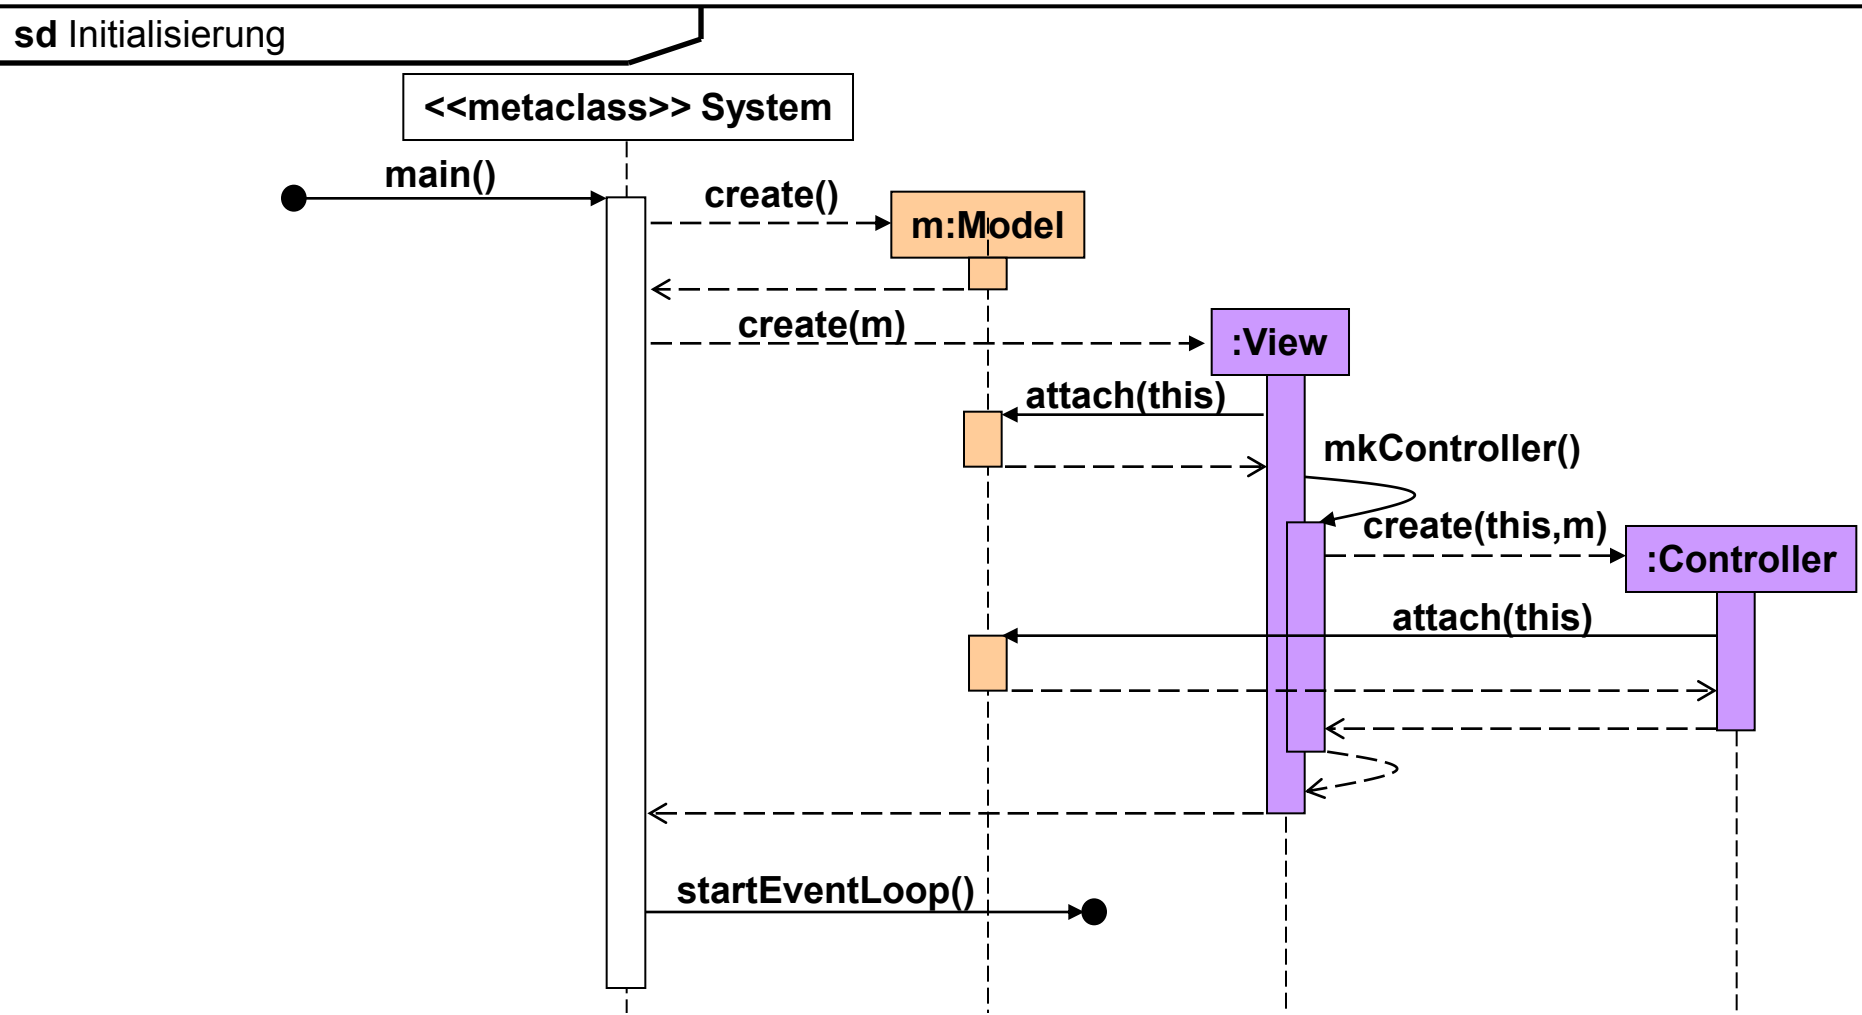 sd Initialisierung
<<metaclass>> System
main()
create()
m:Model
create(m)
:View
attach(this)
mkController()
create(this,m)
:Controller
attach(this)
startEventLoop()